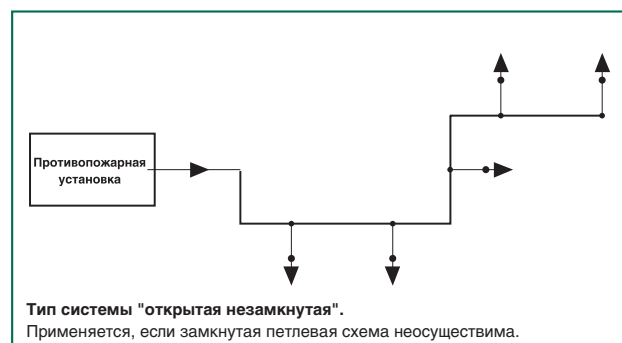 Противопожарная
установка
Тип системы "открытая незамкнутая".
Применяется, если замкнутая петлевая схема неосуществима.